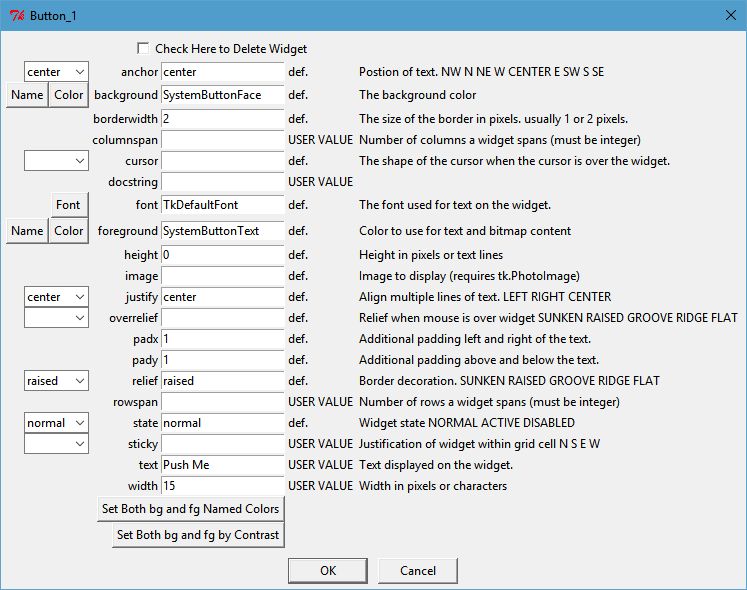 Button_1
Check Here to Delete Widget
center anchor center def. Postion of text. NW N NE W CENTER E SW S SE
Name Color background SystemButtonFace def. The background color
borderwidth 2 def. The size of the border in pixels. usually 1 or 2 pixels.
columnspan USER VALUE Number of columns a widget spans (must be integer)
cursor def. The shape of the cursor when the cursor is over the widget.
docstring USER VALUE
Font font TkDefaultFont def. The font used for text on the widget.
Name Color foreground SystemButtonText def. Color to use for text and bitmap content
height 0 def. Height in pixels or text lines
image def. Image to display (requires tk.PhotoImage)
center justify center def. Align multiple lines of text. LEFT RIGHT CENTER
overrelief def. Relief when mouse is over widget SUNKEN RAISED GROOVE RIDGE FLAT
padx 1 def. Additional padding left and right of the text.
pady 1 def. Additional padding above and below the text.
raised relief raised def. Border decoration. SUNKEN RAISED GROOVE RIDGE FLAT
rowspan USER VALUE Number of rows a widget spans (must be integer)
normal state normal def. Widget state NORMAL ACTIVE DISABLED
sticky USER VALUE Justification of widget within grid cell N S E W
text Push Me USER VALUE Text displayed on the widget.
width 15 USER VALUE Width in pixels or characters
Set Both bg and fg Named Colors
Set Both bg and fg by Contrast
OK Cancel